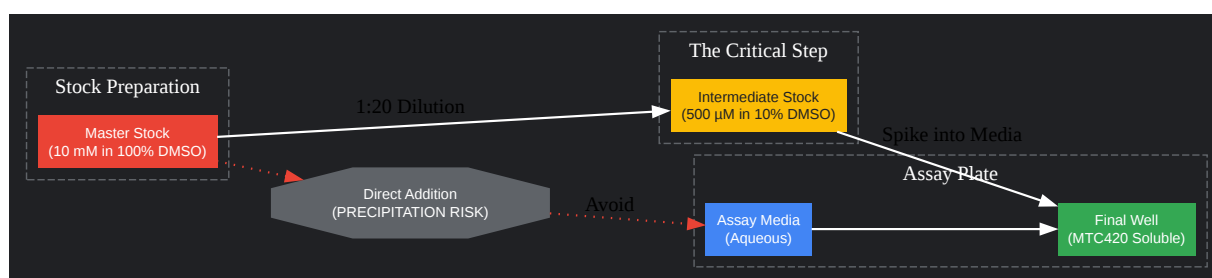 Stock Preparation
Master Stock
(10 mM in 100% DMSO)
1:20 Dilution
The Critical Step
Intermediate Stock
(500 µM in 10% DMSO)
Direct Addition
(PRECIPITATION RISK)
Avoid
Spike into Media
Assay Plate
Assay Media
(Aqueous)
Final Well
(MTC420 Soluble)